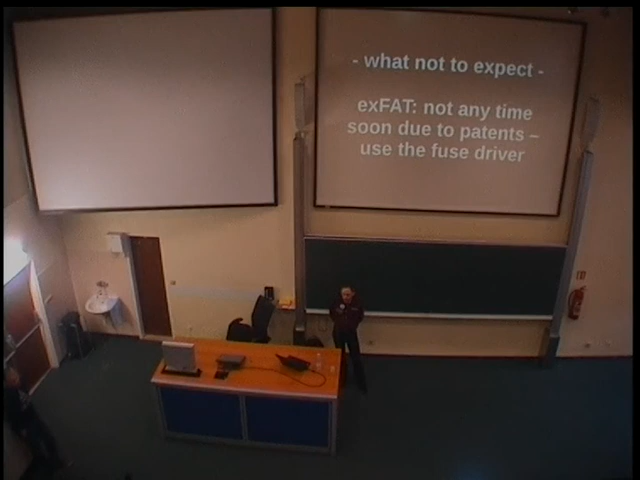 - what not to expect -
exFAT: not any time
soon due to patents –
use the fuse driver